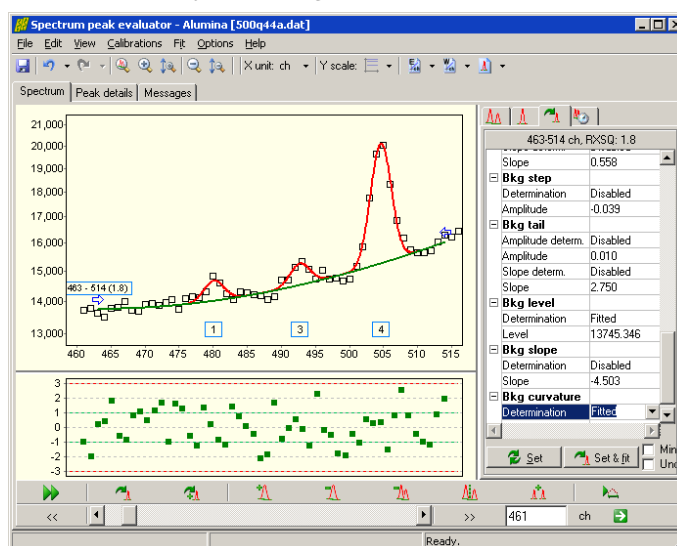 Spectrum peak evaluator - Alumina [500q44a.dat]
File Edit View Calibrations Fit Options Help
X unit: ch Y scale:
Spectrum Peak details Messages
21,000
20,000
19,000
18,000
17,000
16,000
15,000
14,000
13,000
463 - 514 (1.8)
1 3 4
460 465 470 475 480 485 490 495 500 505 510 515
3
2
1
0
-1
-2
-3
463-514 ch, RXSQ: 1.8
Slope 0.558
Bkg step
Determination Disabled
Amplitude -0.039
Bkg tail
Amplitude determ. Disabled
Amplitude 0.010
Slope determ. Disabled
Slope 2.750
Bkg level
Determination Fitted
Level 13745.346
Bkg slope
Determination Disabled
Slope -4.503
Bkg curvature
Determination Fitted
Set Set & fit
Min
Und
<< >> 461 ch
Ready.